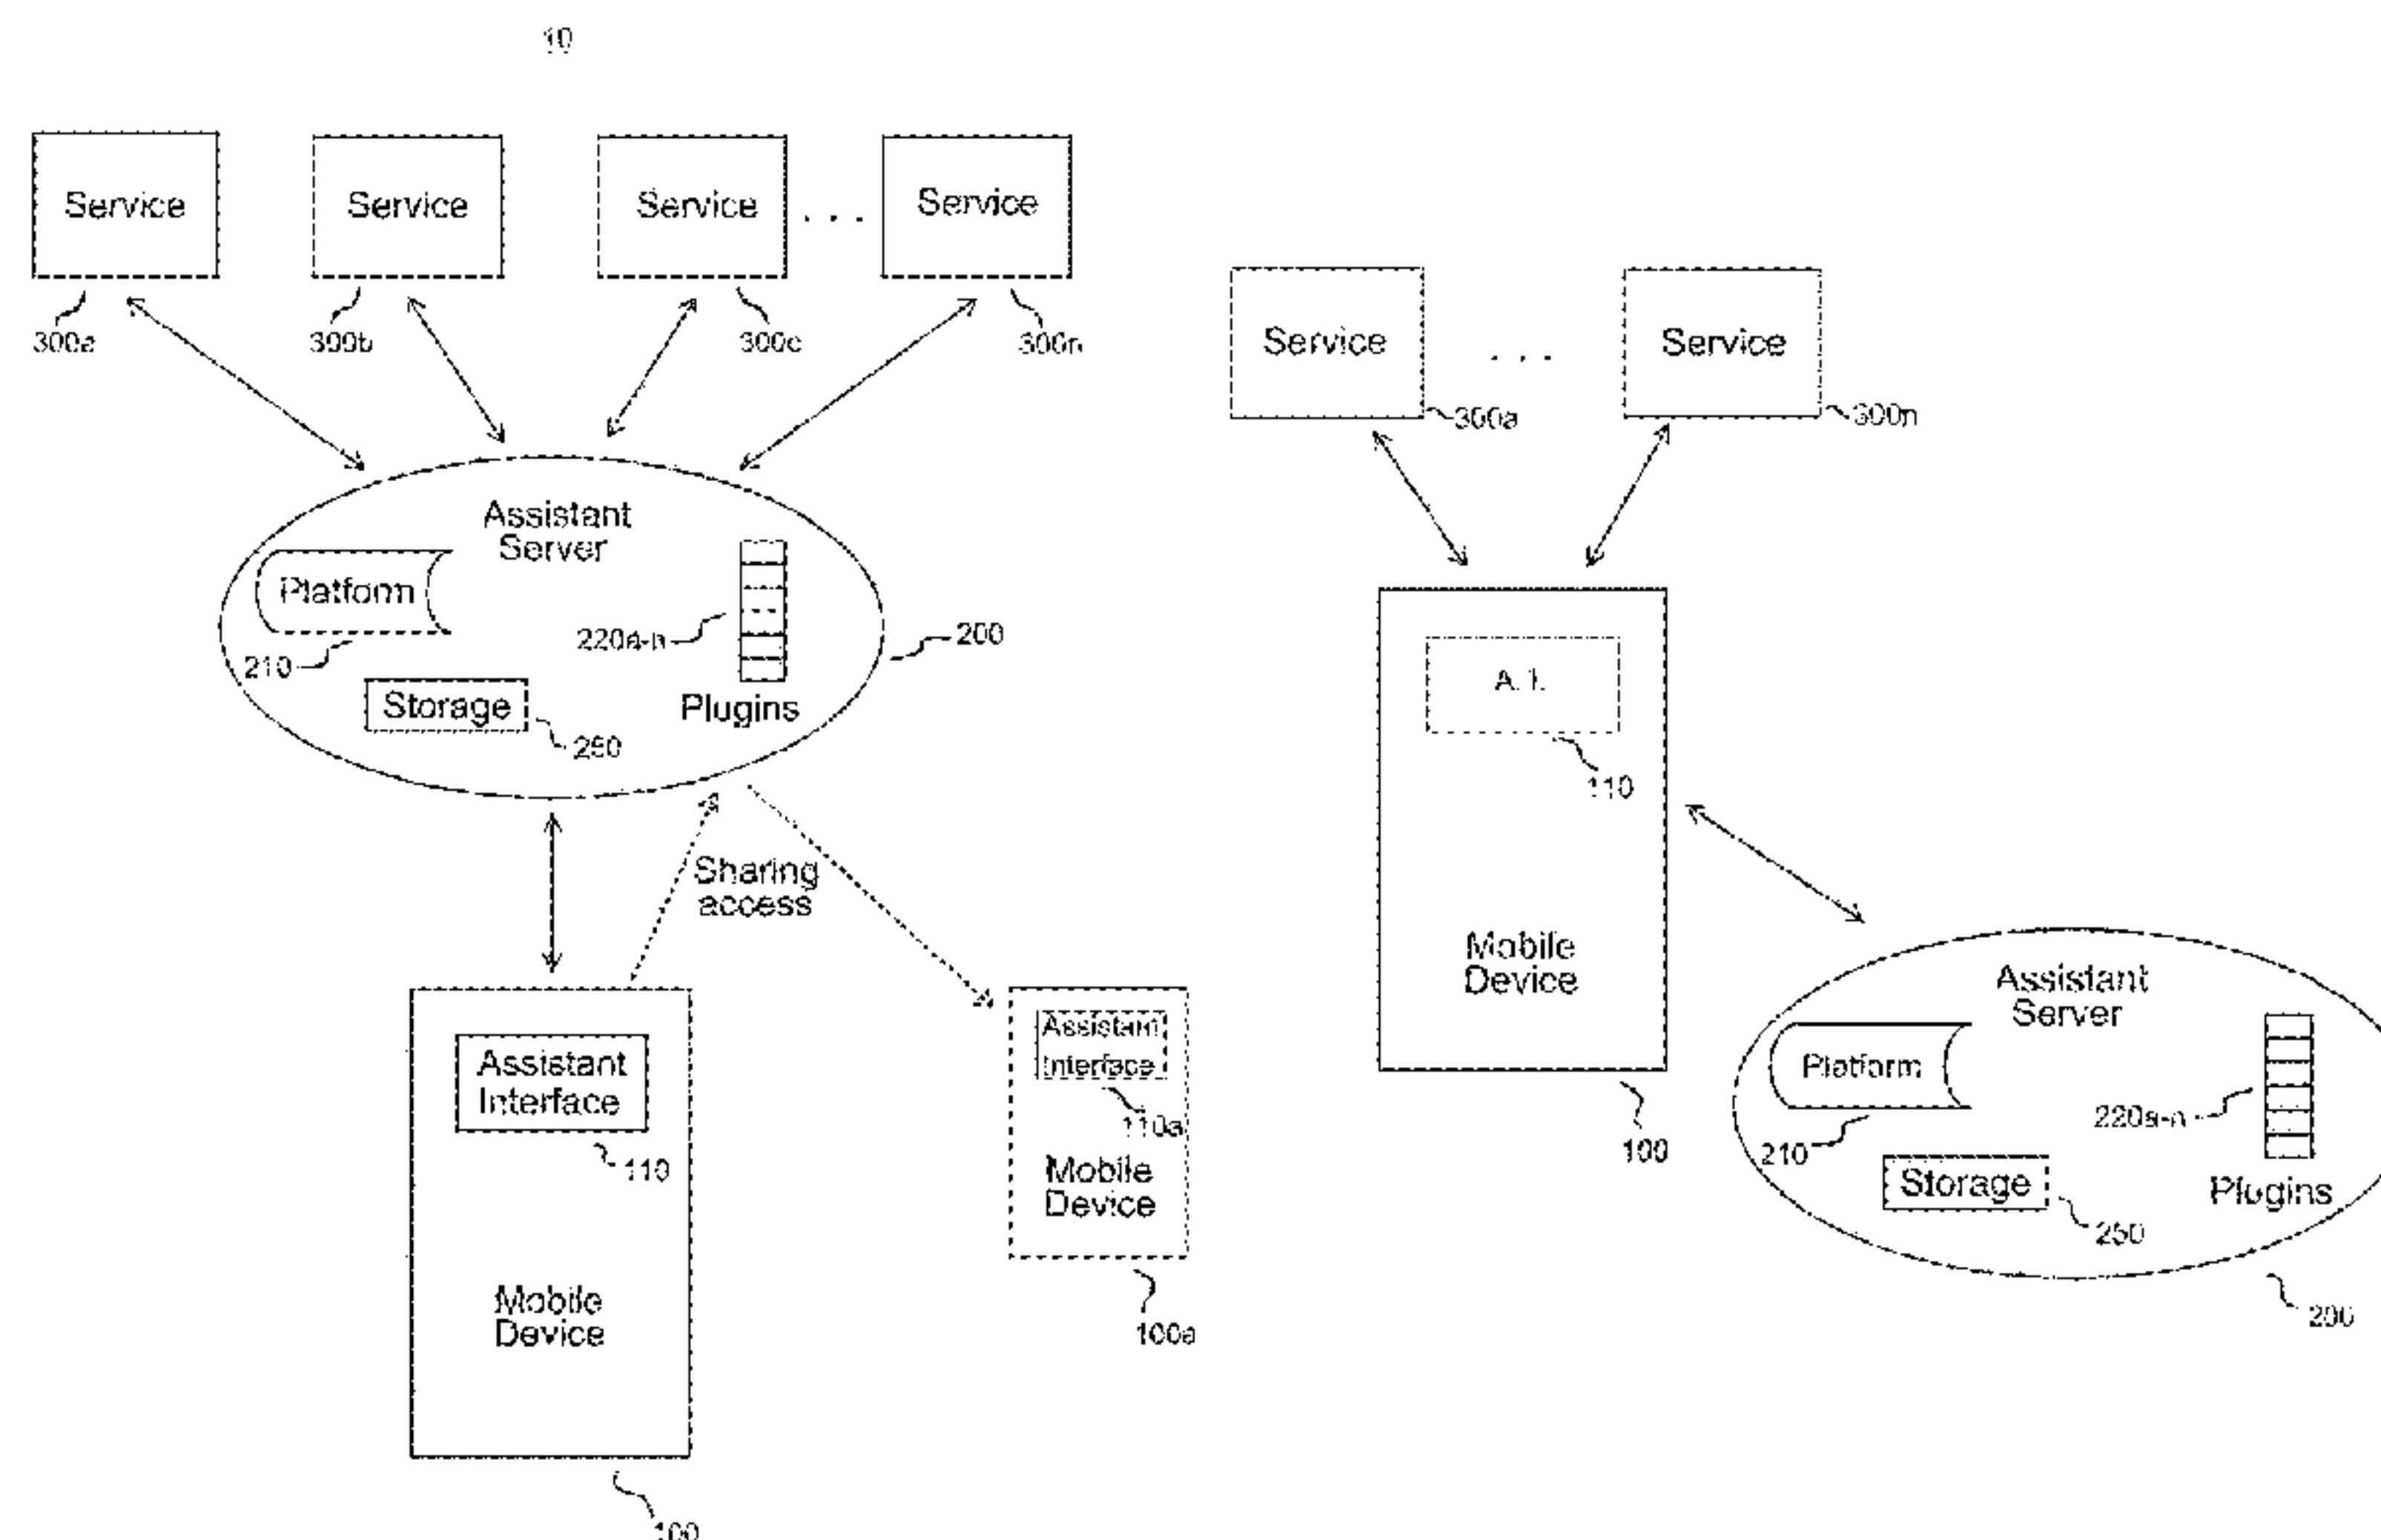 10
Service
Service
Service
. . .
Service
300a
300b
300c
300n
Assistant
Server
Platform
210
220a-n
200
Storage
250
Plugins
Sharing
access
Assistant
Interface
110
Mobile
Device
100
Assistant
Interface
110a
Mobile
Device
100a
Service
. . .
Service
300a
300n
A. I.
110
Mobile
Device
100
Assistant
Server
Platform
210
220a-n
Storage
250
Plugins
200